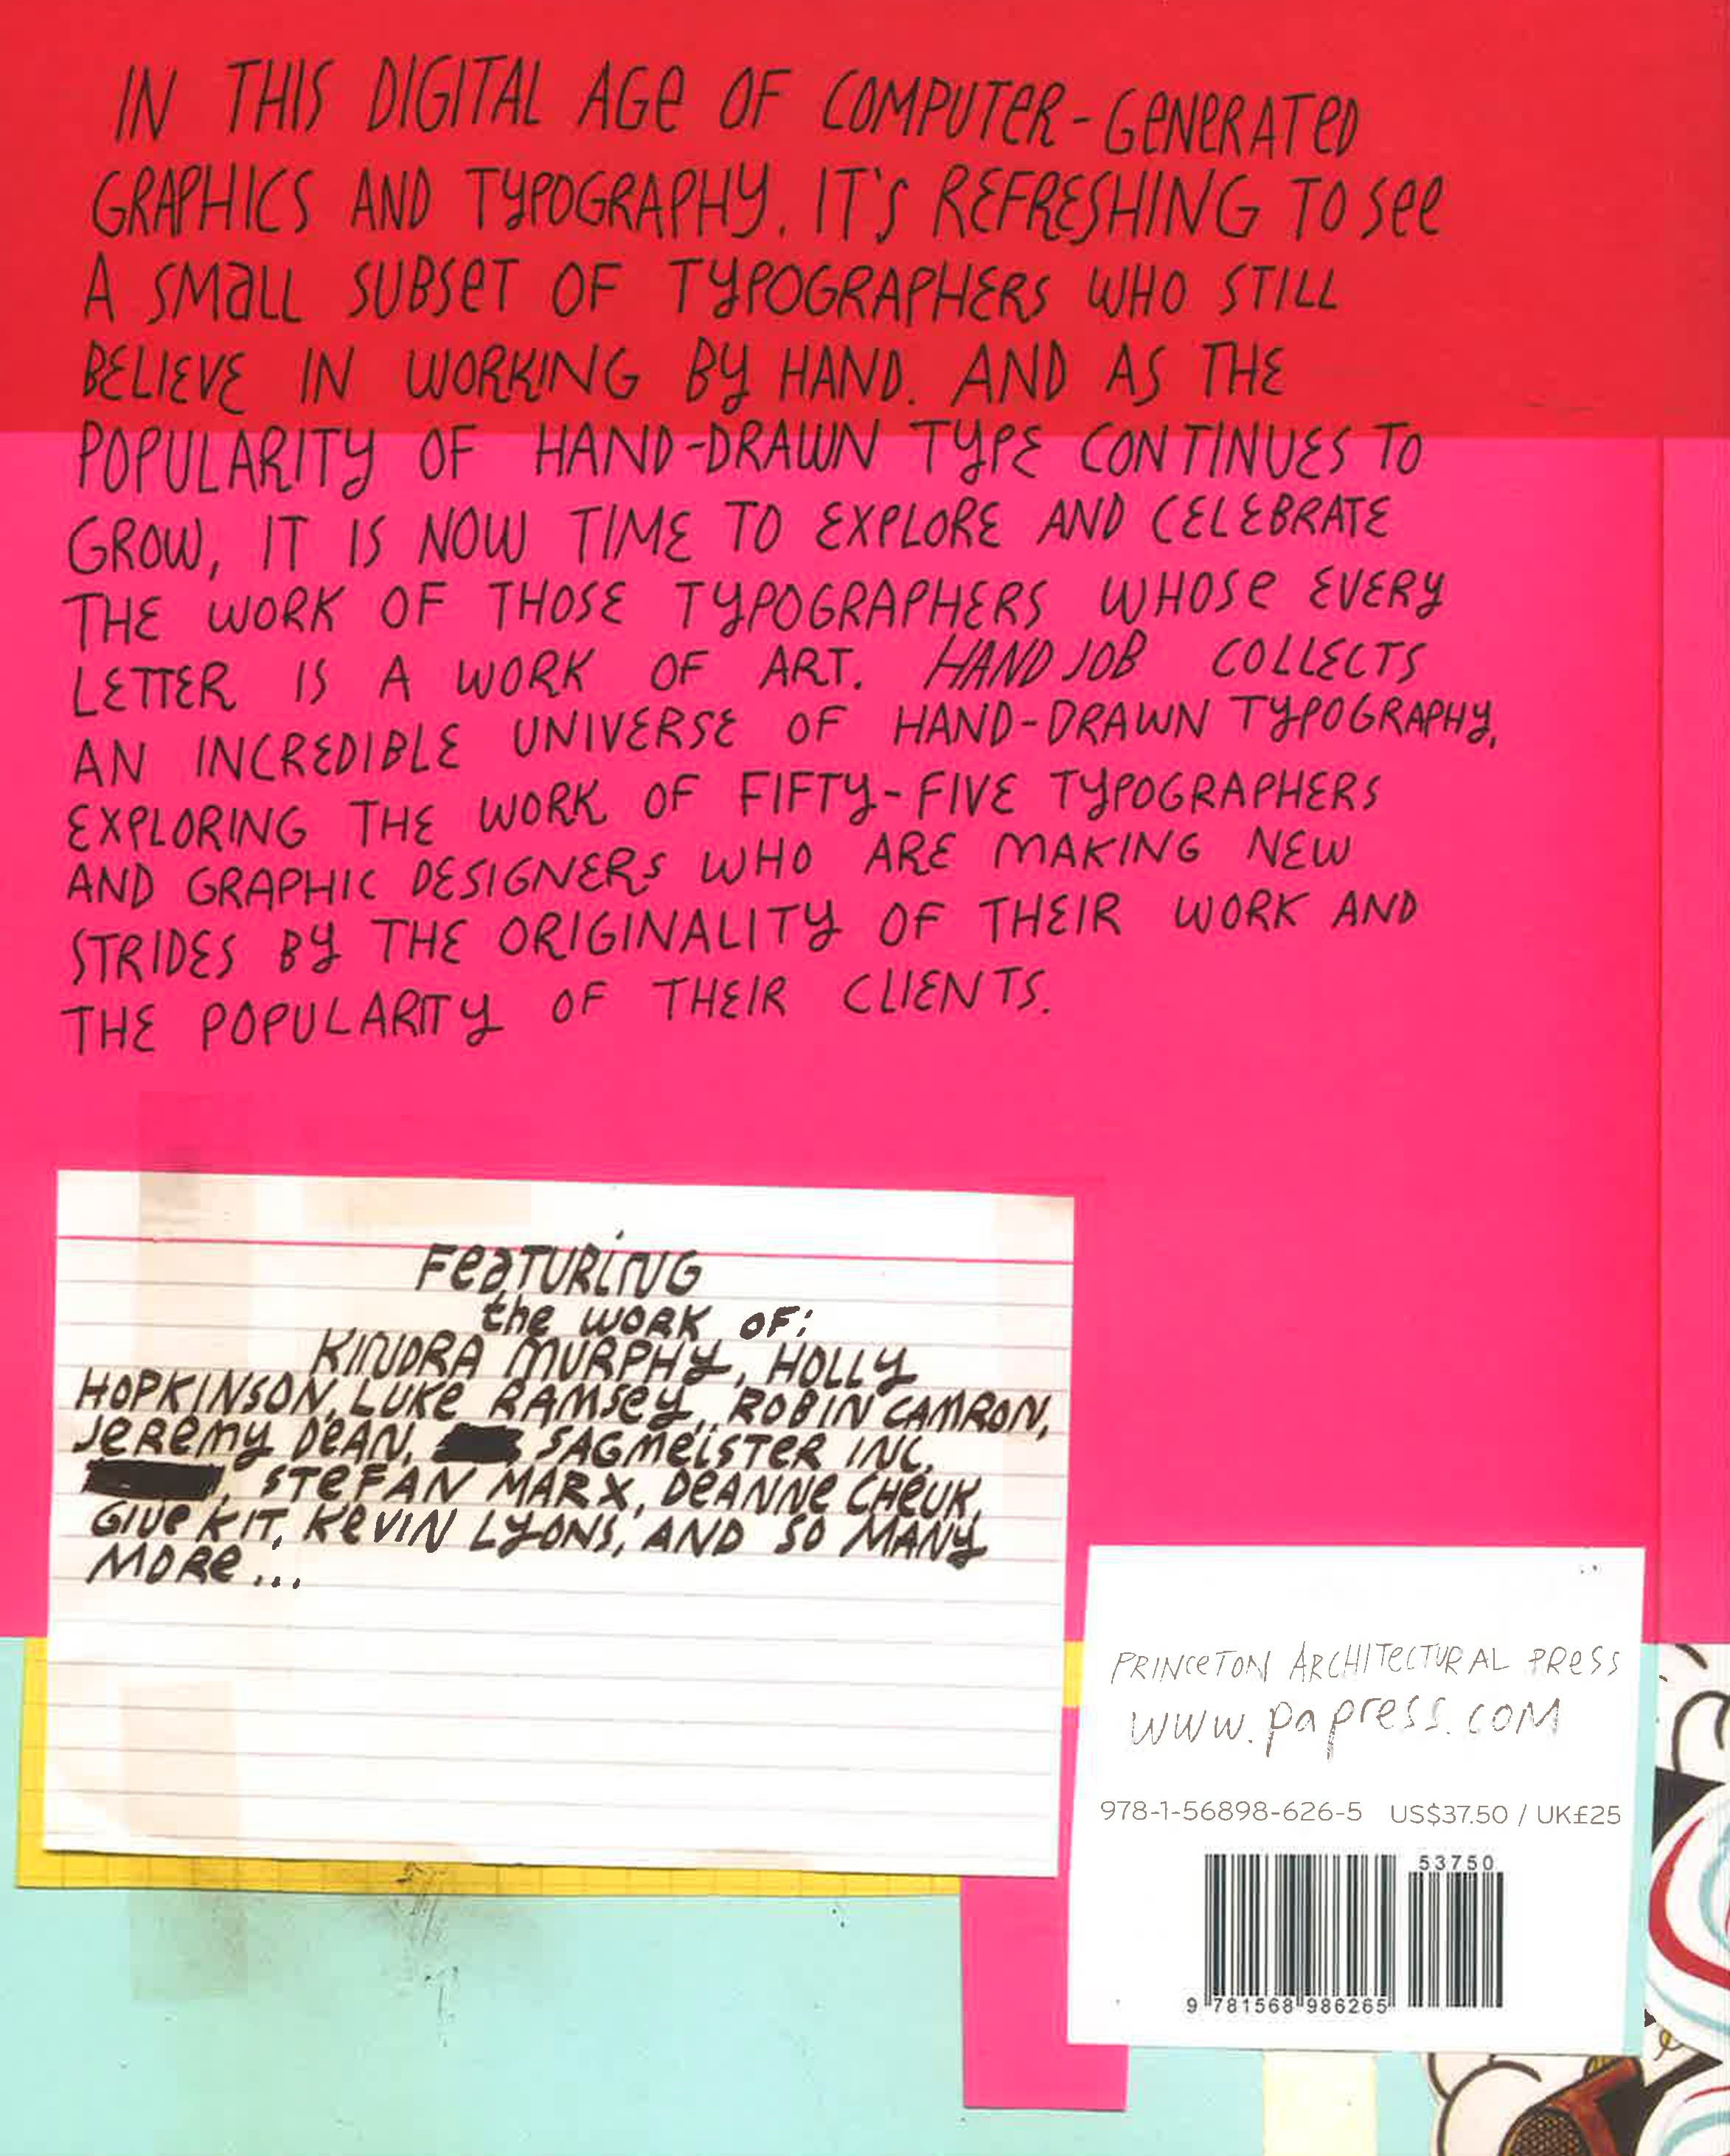 IN THIS DIGITAL AGe OF COMPUTeR-GeNeRATeD
GRAPHICS AND TYPOGRAPHY. IT'S REFRESHING TO See
A SMaLL SUBSeT OF TYPOGRAPHERS WHO STILL
BELIEVE IN WORKING BY HAND. AND AS THE
POPULARITY OF HAND-DRAWN TYPE CONTINUES TO
GROW, IT IS NOW TIME TO EXPLORE AND CELEBRATE
THE WORK OF THOSE TYPOGRAPHERS WHOSe EVERY
LETTER IS A WORK OF ART. HAND JOB COLLECTS
AN INCREDIBLE UNIVERSE OF HAND-DRAWN TYPOGRAPHY,
EXPLORING THE WORK OF FIFTY-FIVE TYPOGRAPHERS
AND GRAPHIC DESIGNERS WHO ARE MAKING NEW
STRIDES BY THE ORIGINALITY OF THEIR WORK AND
THE POPULARITY OF THEIR CLIENTS.
FeaTURiNG
the WORK OF:
KINDRA MURPHY, HOLLY
HOPKINSON, LUKe RAMSeY, ROBIN CAMRON,
JeReMY DeAN, SAGMeiSTeR INC,
STeFAN MARX, DeANNe CHeUK,
GIVe KIT, KeVIN LYONS, AND SO MANY
MORe...
PRINCeTON ARCHITeCTURAL PReSS
www.papress.com
978-1-56898-626-5 US$37.50 / UK£25
53750
9 781568 986265